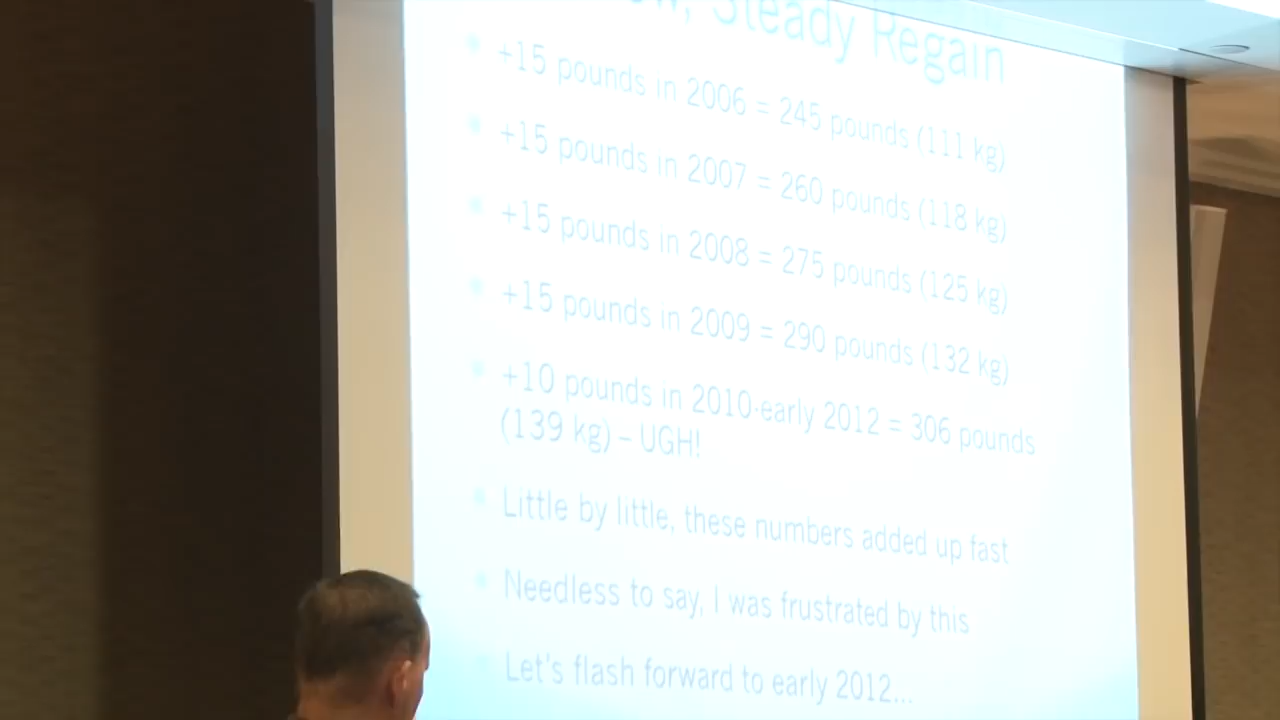 Steady Regain
+15 pounds in 2006 = 245 pounds (111 kg)
+15 pounds in 2007 = 260 pounds (118 kg)
+15 pounds in 2008 = 275 pounds (125 kg)
+15 pounds in 2009 = 290 pounds (132 kg)
+10 pounds in 2010-early 2012 = 306 pounds
(139 kg) – UGH!
Little by little, these numbers added up fast
Needless to say, I was frustrated by this
Let's flash forward to early 2012...